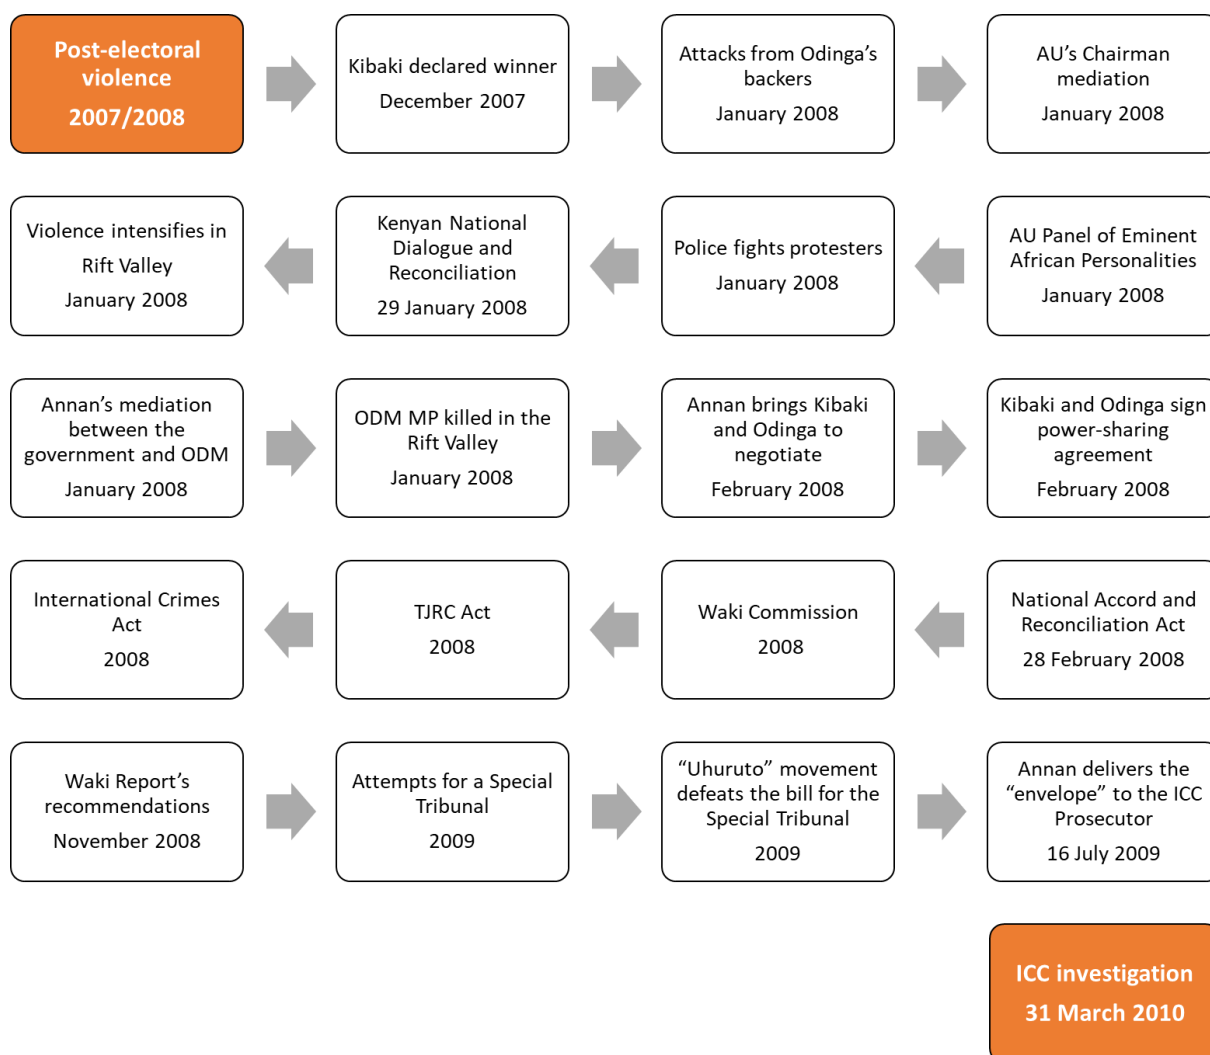 Post-electoral
violence
2007/2008
Kibaki declared winner
December 2007
Attacks from Odinga’s
backers
January 2008
AU’s Chairman
mediation
January 2008
AU Panel of Eminent
African Personalities
January 2008
Police fights protesters
January 2008
Kenyan National
Dialogue and
Reconciliation
29 January 2008
Violence intensifies in
Rift Valley
January 2008
Annan’s mediation
between the
government and ODM
January 2008
ODM MP killed in the
Rift Valley
January 2008
Annan brings Kibaki
and Odinga to
negotiate
February 2008
Kibaki and Odinga sign
power-sharing
agreement
February 2008
National Accord and
Reconciliation Act
28 February 2008
Waki Commission
2008
TJRC Act
2008
International Crimes
Act
2008
Waki Report’s
recommendations
November 2008
Attempts for a Special
Tribunal
2009
“Uhuruto” movement
defeats the bill for the
Special Tribunal
2009
Annan delivers the
“envelope” to the ICC
Prosecutor
16 July 2009
ICC investigation
31 March 2010